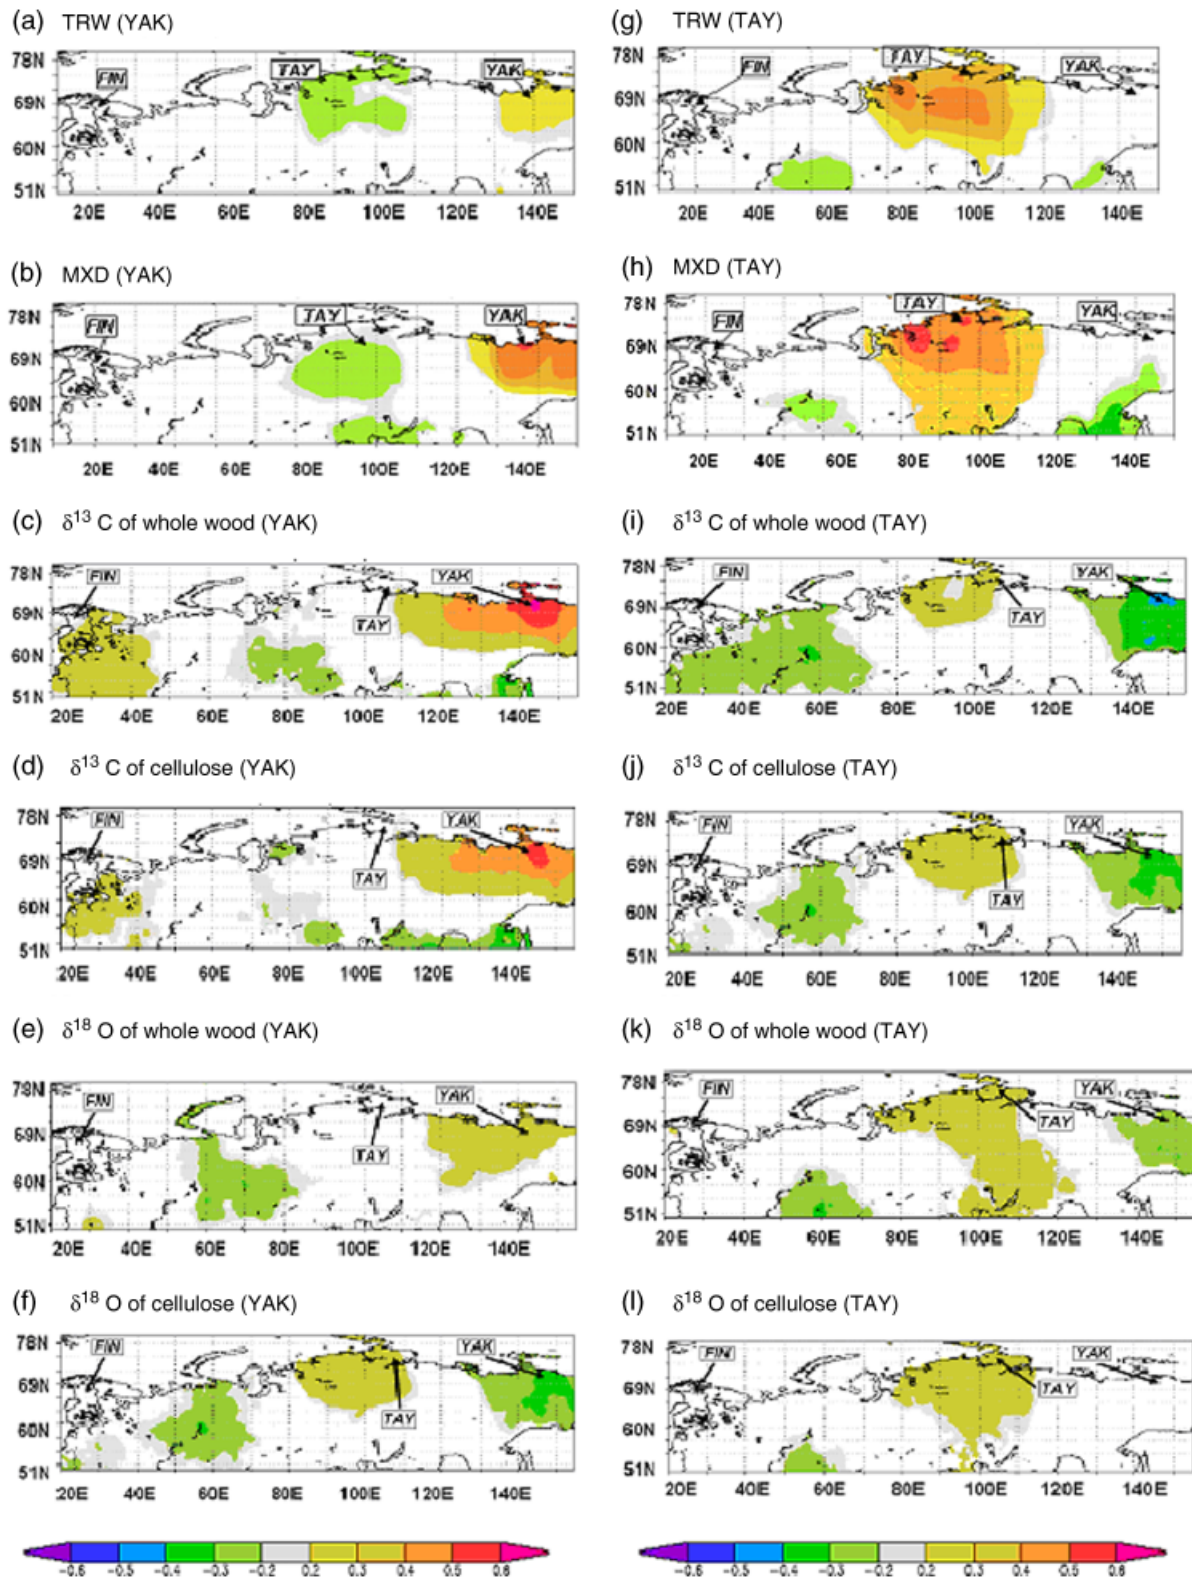 (a) TRW (YAK)
78N
69N
60N
51N
FIN
TAY
YAK
20E 40E 60E 80E 100E 120E 140E
(b) MXD (YAK)
78N
69N
60N
51N
FIN
TAY
YAK
20E 40E 60E 80E 100E 120E 140E
(c) δ¹³ C of whole wood (YAK)
78N
69N
60N
51N
FIN
TAY
YAK
20E 40E 60E 80E 100E 120E 140E
(d) δ¹³ C of cellulose (YAK)
78N
69N
60N
51N
FIN
TAY
YAK
20E 40E 60E 80E 100E 120E 140E
(e) δ¹⁸ O of whole wood (YAK)
78N
69N
60N
51N
FIN
TAY
YAK
20E 40E 60E 80E 100E 120E 140E
(f) δ¹⁸ O of cellulose (YAK)
78N
69N
60N
51N
FIN
TAY
YAK
20E 40E 60E 80E 100E 120E 140E
-0.6 -0.5 -0.4 -0.3 -0.2 0.2 0.3 0.4 0.5 0.6
(g) TRW (TAY)
78N
69N
60N
51N
FIN
TAY
YAK
20E 40E 60E 80E 100E 120E 140E
(h) MXD (TAY)
78N
69N
60N
51N
FIN
TAY
YAK
20E 40E 60E 80E 100E 120E 140E
(i) δ¹³ C of whole wood (TAY)
78N
69N
60N
51N
FIN
TAY
YAK
20E 40E 60E 80E 100E 120E 140E
(j) δ¹³ C of cellulose (TAY)
78N
69N
60N
51N
FIN
TAY
YAK
20E 40E 60E 80E 100E 120E 140E
(k) δ¹⁸ O of whole wood (TAY)
78N
69N
60N
51N
FIN
TAY
YAK
20E 40E 60E 80E 100E 120E 140E
(l) δ¹⁸ O of cellulose (TAY)
78N
69N
60N
51N
FIN
TAY
YAK
20E 40E 60E 80E 100E 120E 140E
-0.6 -0.5 -0.4 -0.3 -0.2 0.2 0.3 0.4 0.5 0.6